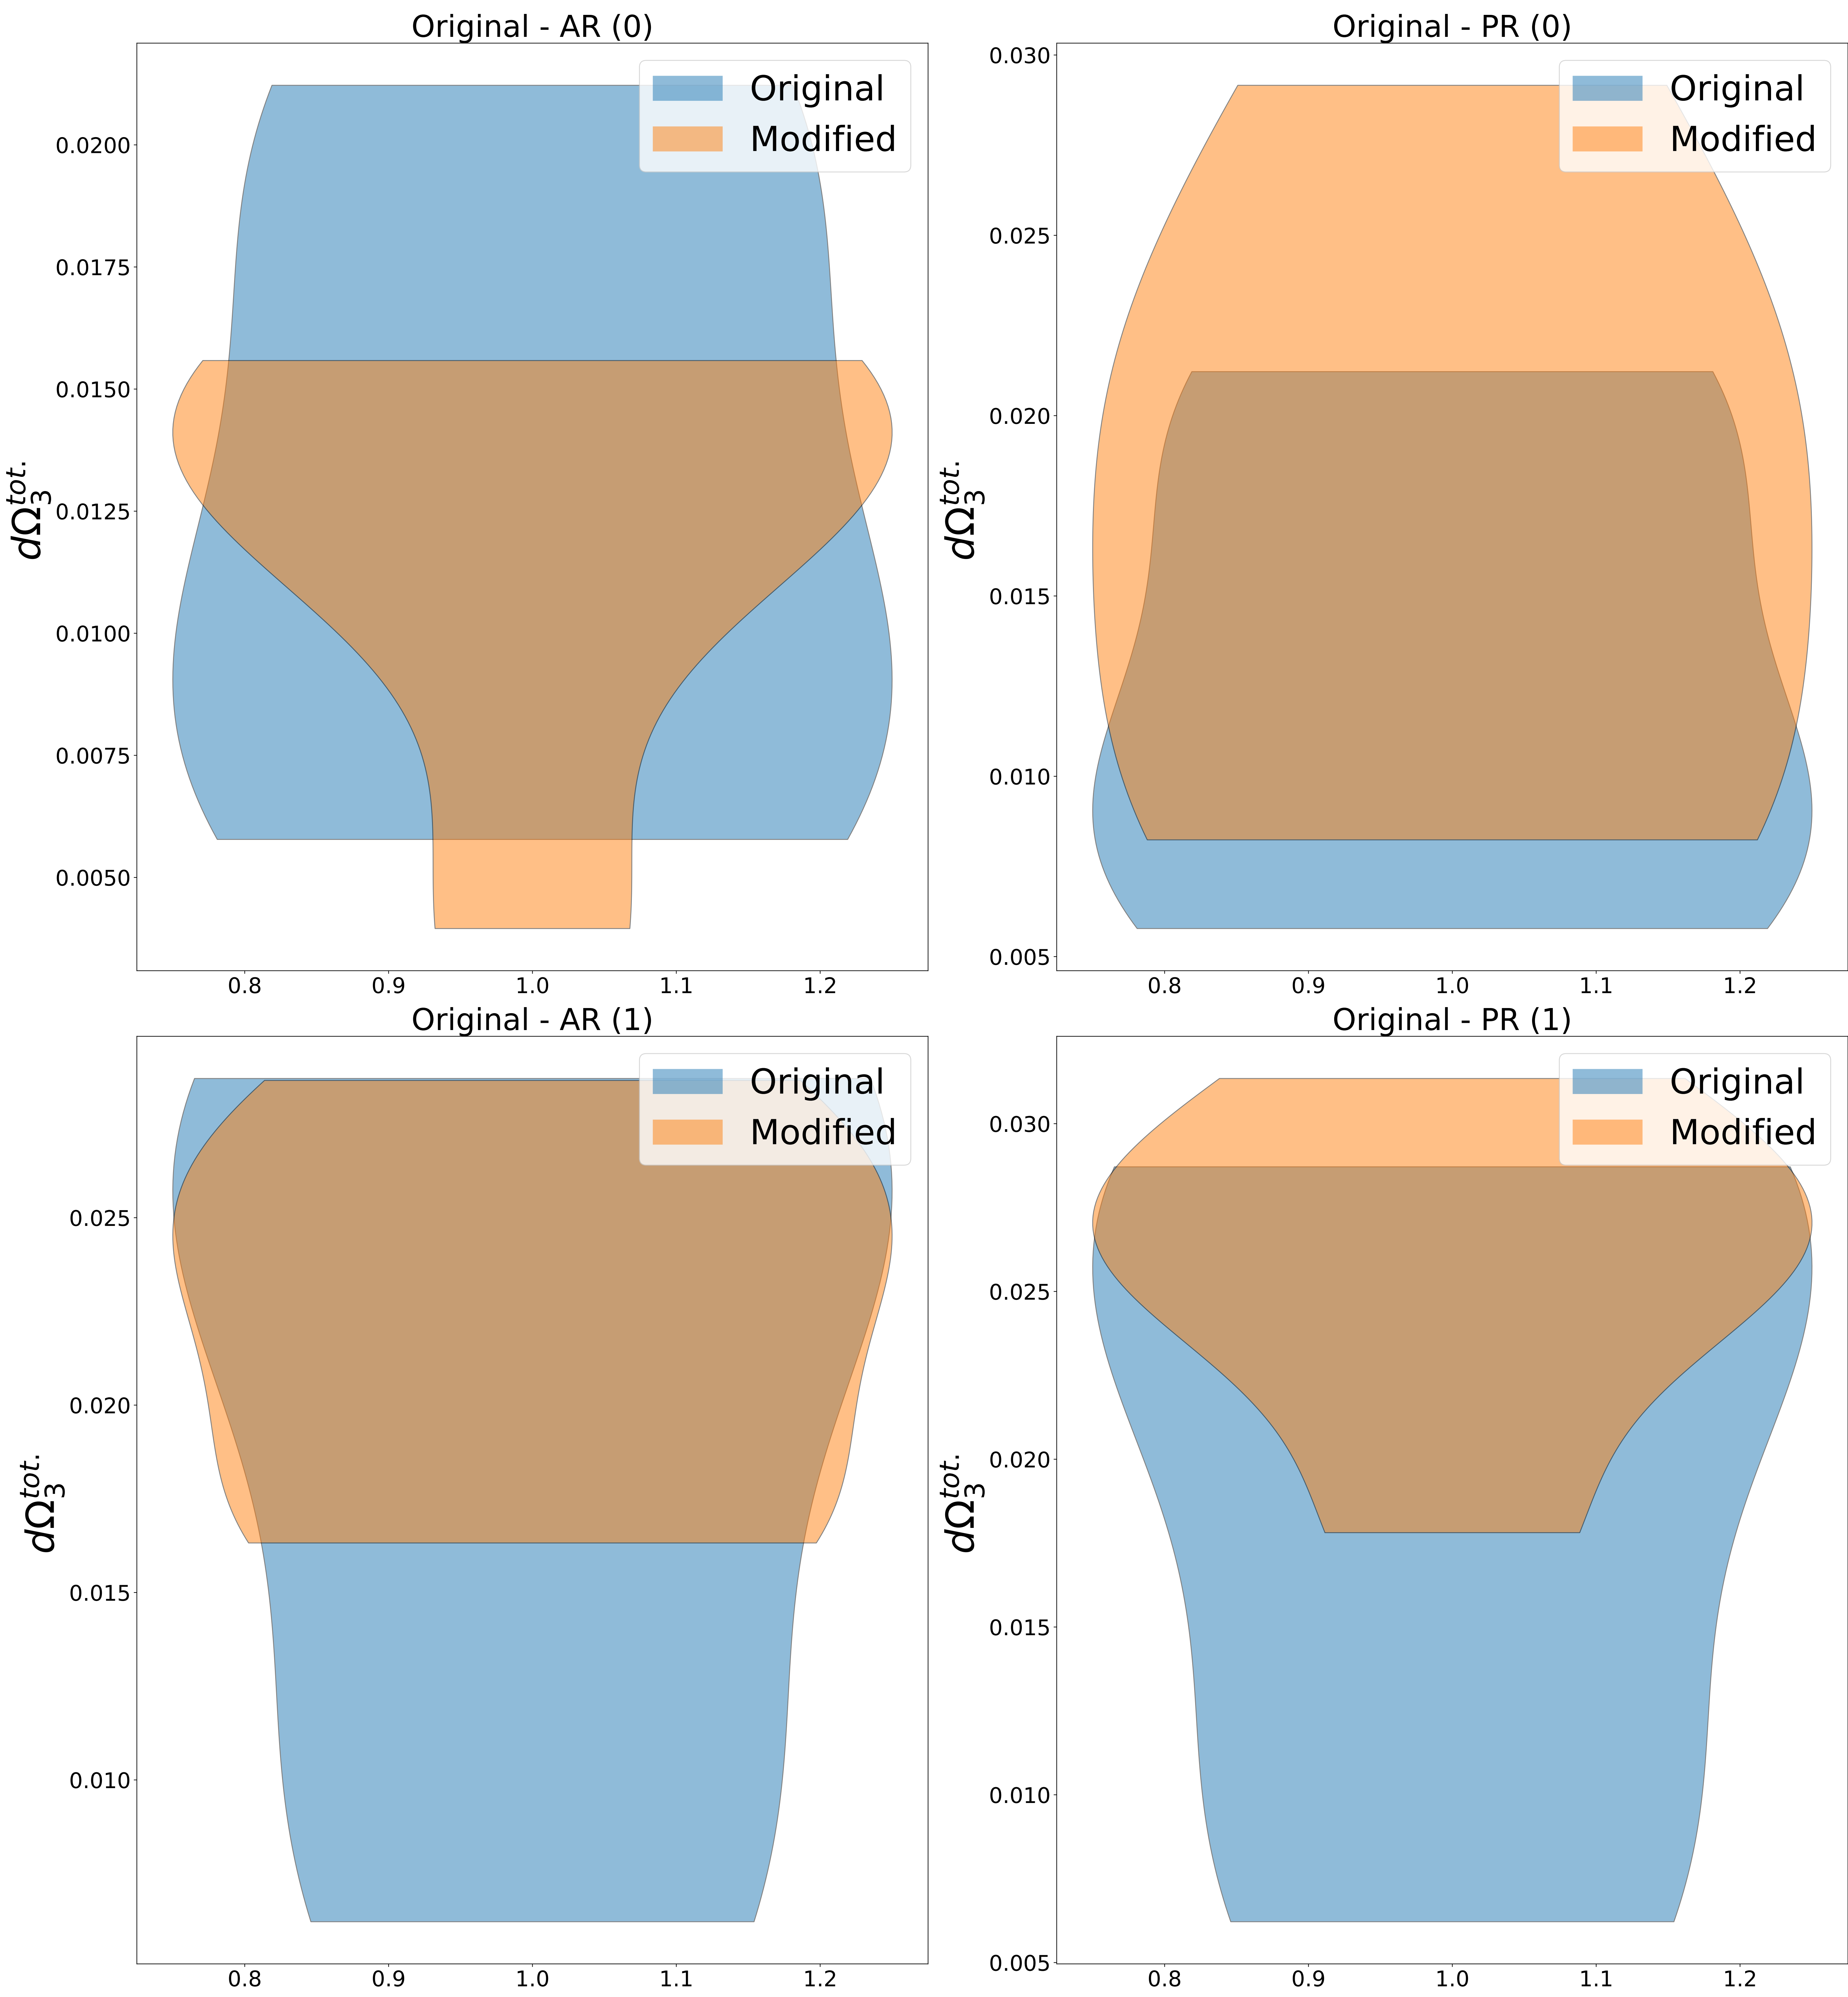 Original - AR (0)
Original
Modified
0.0200
0.0175
0.0150
0.0125
0.0100
0.0075
0.0050
dΩ₃ᵗᵒᵗ·
0.8 0.9 1.0 1.1 1.2
Original - PR (0)
Original
Modified
0.030
0.025
0.020
0.015
0.010
0.005
dΩ₃ᵗᵒᵗ·
0.8 0.9 1.0 1.1 1.2
Original - AR (1)
Original
Modified
0.025
0.020
0.015
0.010
dΩ₃ᵗᵒᵗ·
0.8 0.9 1.0 1.1 1.2
Original - PR (1)
Original
Modified
0.030
0.025
0.020
0.015
0.010
0.005
dΩ₃ᵗᵒᵗ·
0.8 0.9 1.0 1.1 1.2